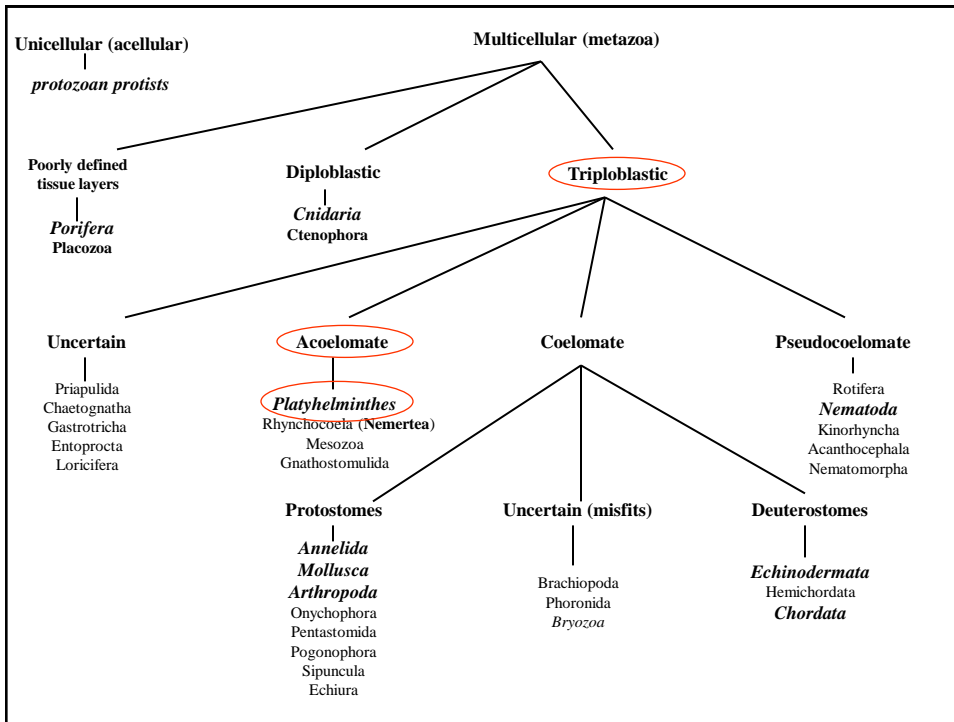 Unicellular (acellular)
protozoan protists
Multicellular (metazoa)
Poorly defined
tissue layers
Porifera
Placozoa
Diploblastic
Cnidaria
Ctenophora
Triploblastic
Uncertain
Priapulida
Chaetognatha
Gastrotricha
Entoprocta
Loricifera
Acoelomate
Platyhelminthes
Rhynchocoela (Nemertea)
Mesozoa
Gnathostomulida
Coelomate
Pseudocoelomate
Rotifera
Nematoda
Kinorhyncha
Acanthocephala
Nematomorpha
Protostomes
Annelida
Mollusca
Arthropoda
Onychophora
Pentastomida
Pogonophora
Sipuncula
Echiura
Uncertain (misfits)
Brachiopoda
Phoronida
Bryozoa
Deuterostomes
Echinodermata
Hemichordata
Chordata